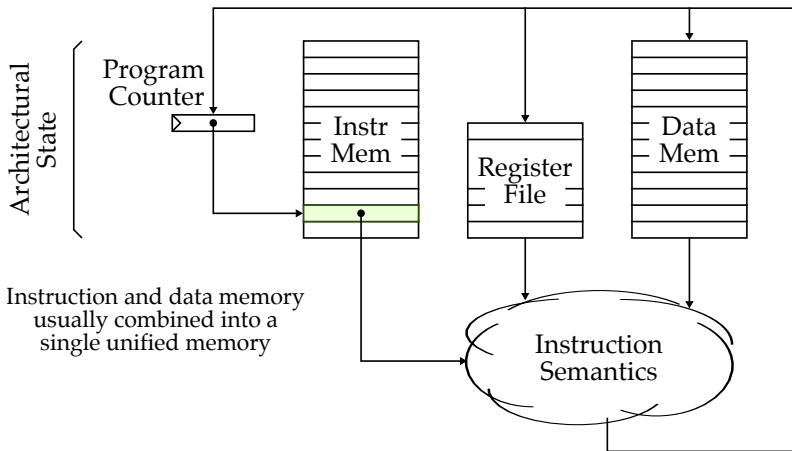 Architectural
State
Program
Counter
Instr
Mem
Register
File
Data
Mem
Instruction and data memory
usually combined into a
single unified memory
Instruction
Semantics